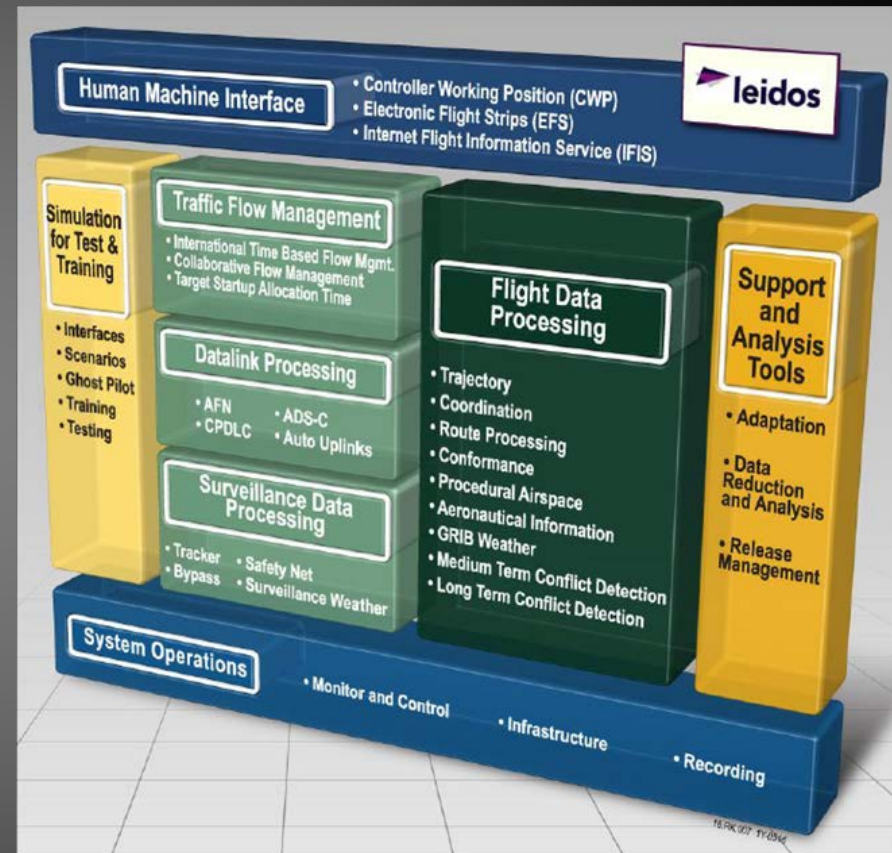 leidos
Human Machine Interface
• Controller Working Position (CWP)
• Electronic Flight Strips (EFS)
• Internet Flight Information Service (IFIS)
Simulation
for Test &
Training
• Interfaces
• Scenarios
• Ghost Pilot
• Training
• Testing
Traffic Flow Management
• International Time Based Flow Mgmt.
• Collaborative Flow Management
• Target Startup Allocation Time
Datalink Processing
• AFN
• ADS-C
• CPDLC
• Auto Uplinks
Surveillance Data
Processing
• Tracker
• Safety Net
• Bypass
• Surveillance Weather
Flight Data
Processing
• Trajectory
• Coordination
• Route Processing
• Conformance
• Procedural Airspace
• Aeronautical Information
• GRIB Weather
• Medium Term Conflict Detection
• Long Term Conflict Detection
Support
and
Analysis
Tools
• Adaptation
• Data
Reduction
and Analysis
• Release
Management
System Operations
• Monitor and Control
• Infrastructure
• Recording